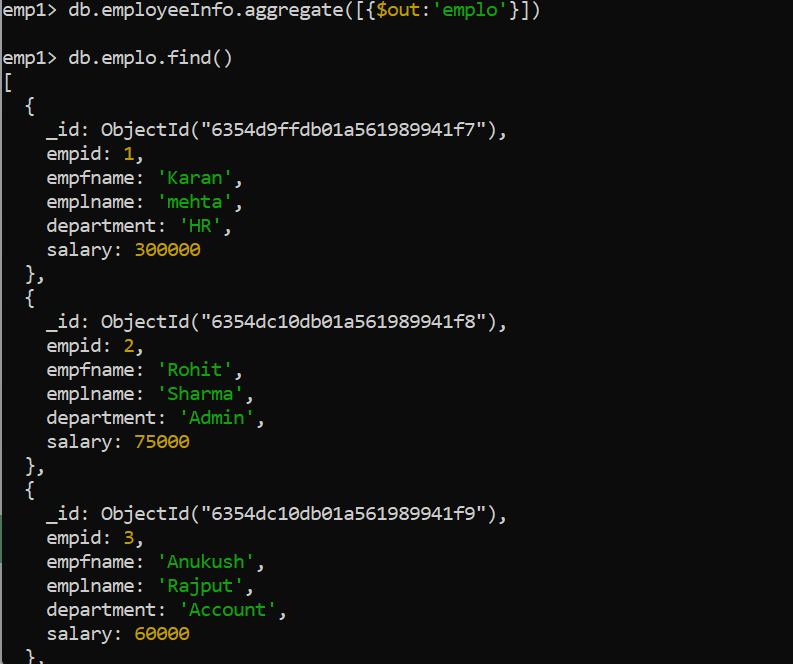 emp1> db.employeeInfo.aggregate([{$out:'emplo'}])
emp1> db.emplo.find()
[
  {
    _id: ObjectId("6354d9ffdb01a561989941f7"),
    empid: 1,
    empfname: 'Karan',
    emplname: 'mehta',
    department: 'HR',
    salary: 300000
  },
  {
    _id: ObjectId("6354dc10db01a561989941f8"),
    empid: 2,
    empfname: 'Rohit',
    emplname: 'Sharma',
    department: 'Admin',
    salary: 75000
  },
  {
    _id: ObjectId("6354dc10db01a561989941f9"),
    empid: 3,
    empfname: 'Anukush',
    emplname: 'Rajput',
    department: 'Account',
    salary: 60000
  },